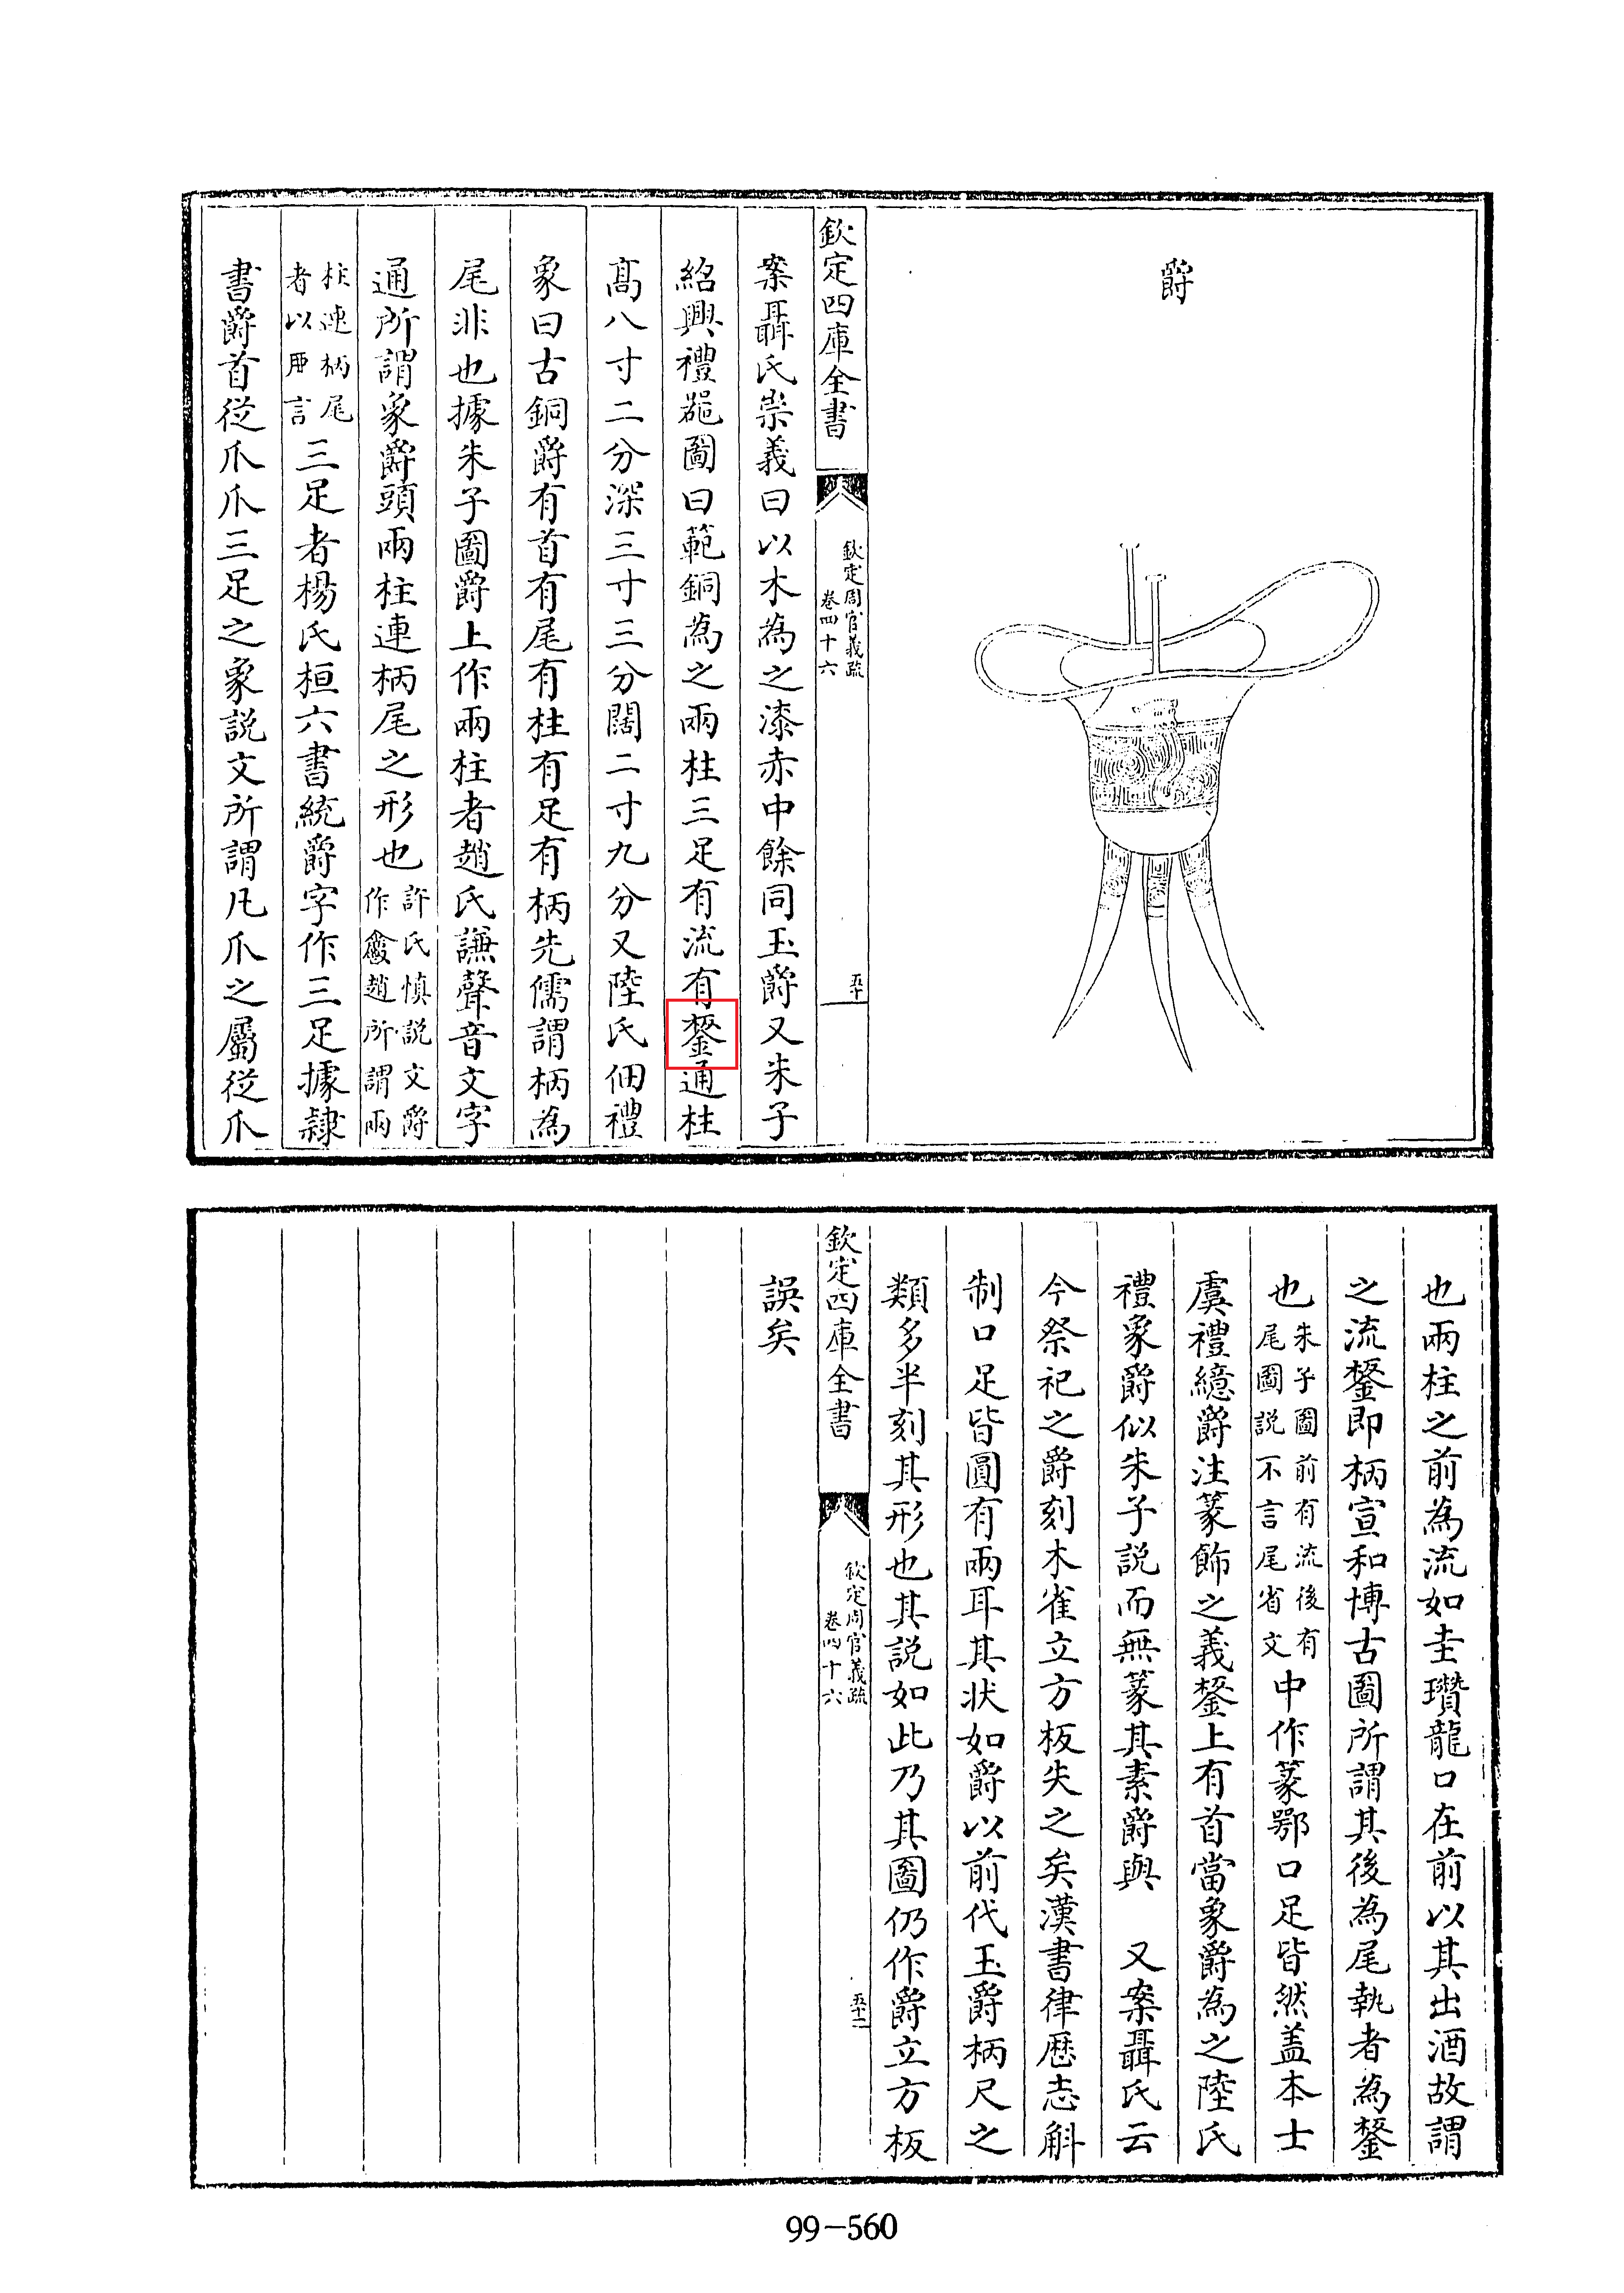 爵
欽定四庫全書
欽定周官義疏
卷四十六
五十
案聶氏崇義曰以木為之漆赤中餘同玉爵又朱子
紹興禮器圖曰範銅為之兩柱三足有流有鋬通柱
髙八寸二分深三寸三分闊二寸九分又陸氏佃禮
象曰古銅爵有首有尾有柱有足有柄先儒謂柄為
尾非也據朱子圖爵上作兩柱者趙氏謙聲音文字
通所謂象爵頭兩柱連柄尾之形也許氏慎説文爵作𩰥趙所謂兩
柱連柄尾者以𠧪言三足者楊氏桓六書統爵字作三足據隸
書爵首從爪爪三足之象説文所謂凡爪之屬從爪
也兩柱之前為流如圭瓚龍口在前以其出酒故謂
之流鋬即柄宣和博古圖所謂其後為尾執者為鋬
也朱子圖前有流後有尾圖説不言尾省文中作篆鄂口足皆然盖本士
虞禮繶爵注篆飾之義鋬上有首當象爵為之陸氏
禮象爵似朱子説而無篆其素爵與　又案聶氏云
今祭祀之爵刻木雀立方板失之矣漢書律厯志斛
制口足皆圓有兩耳其状如爵以前代玉爵柄尺之
類多半刻其形也其説如此乃其圖仍作爵立方板
欽定四庫全書
欽定周官義疏
卷四十六
五十一
誤矣
99-560